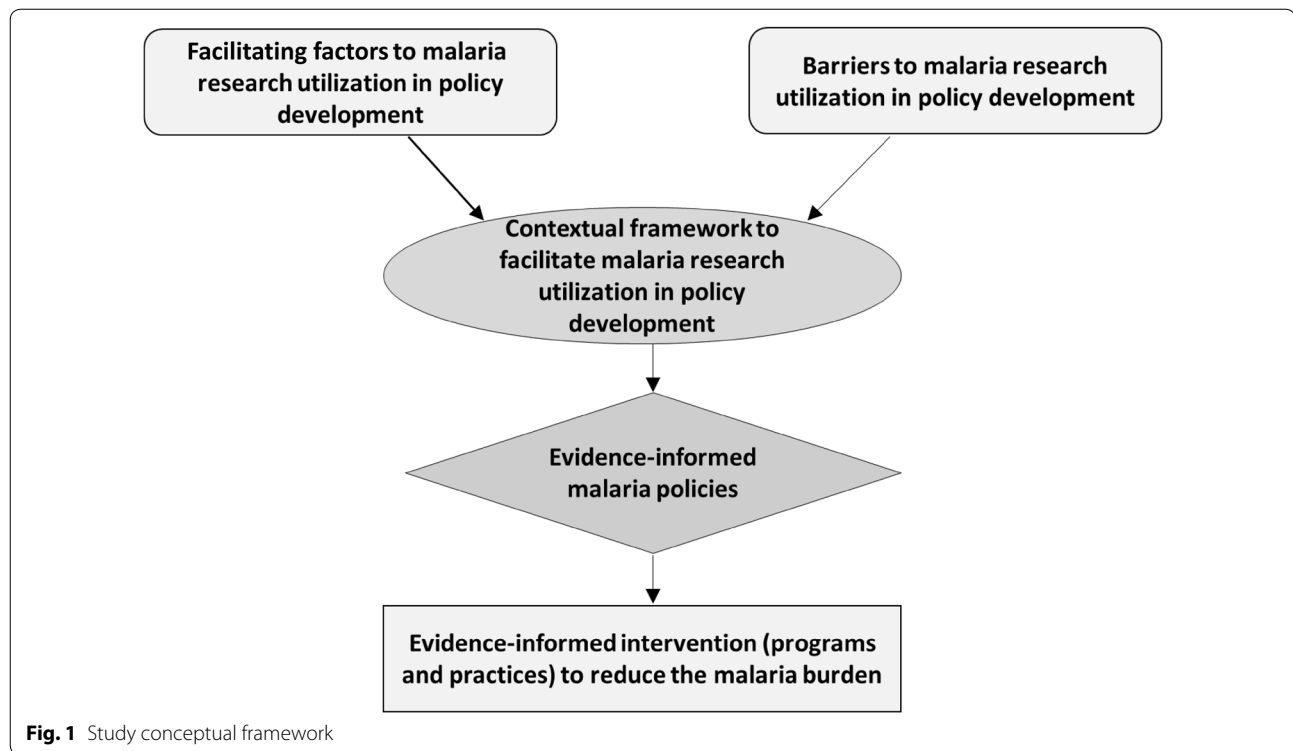 Facilitating factors to malaria
research utilization in policy
development
Barriers to malaria research
utilization in policy development
Contextual framework to
facilitate malaria research
utilization in policy
development
Evidence-informed
malaria policies
Evidence-informed intervention (programs
and practices) to reduce the malaria burden
Fig. 1 Study conceptual framework